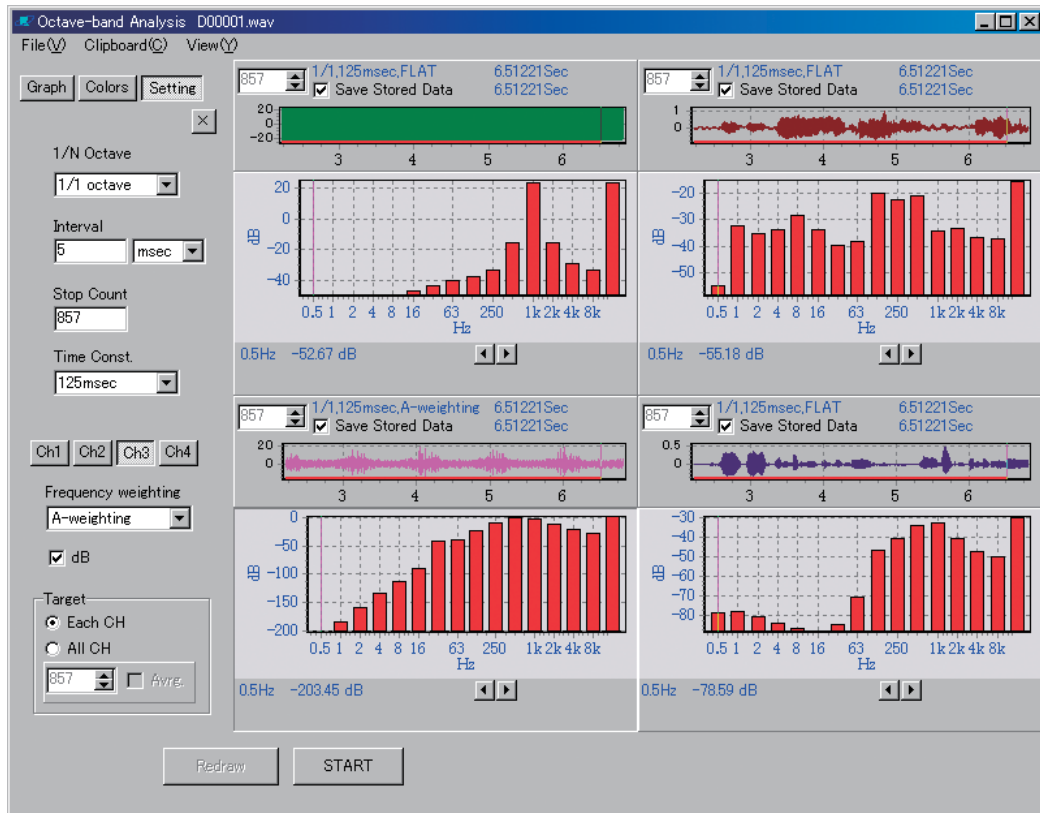 Octave-band Analysis D00001.wav
File(V) Clipboard(C) View(Y)
Graph Colors Setting
×
1/N Octave
1/1 octave
Interval
5 msec
Stop Count
857
Time Const.
125msec
Ch1 Ch2 Ch3 Ch4
Frequency weighting
A-weighting
dB
Target
Each CH
All CH
857 Avrg.
Redraw START
857 1/1,125msec,FLAT 6.51221Sec
Save Stored Data 6.51221Sec
20
0
-20
3 4 5 6
20
0
-20
-40
dB
0.5 1 2 4 8 16 63 250 1k 2k 4k 8k
Hz
0.5Hz -52.67 dB
857 1/1,125msec,FLAT 6.51221Sec
Save Stored Data 6.51221Sec
1
0
3 4 5 6
-20
-30
-40
-50
dB
0.5 1 2 4 8 16 63 250 1k 2k 4k 8k
Hz
0.5Hz -55.18 dB
857 1/1,125msec,A-weighting 6.51221Sec
Save Stored Data 6.51221Sec
20
0
3 4 5 6
0
-50
-100
-150
-200
dB
0.5 1 2 4 8 16 63 250 1k 2k 4k 8k
Hz
0.5Hz -203.45 dB
857 1/1,125msec,FLAT 6.51221Sec
Save Stored Data 6.51221Sec
0.5
0
3 4 5 6
-30
-40
-50
-60
-70
-80
dB
0.5 1 2 4 8 16 63 250 1k 2k 4k 8k
Hz
0.5Hz -78.59 dB